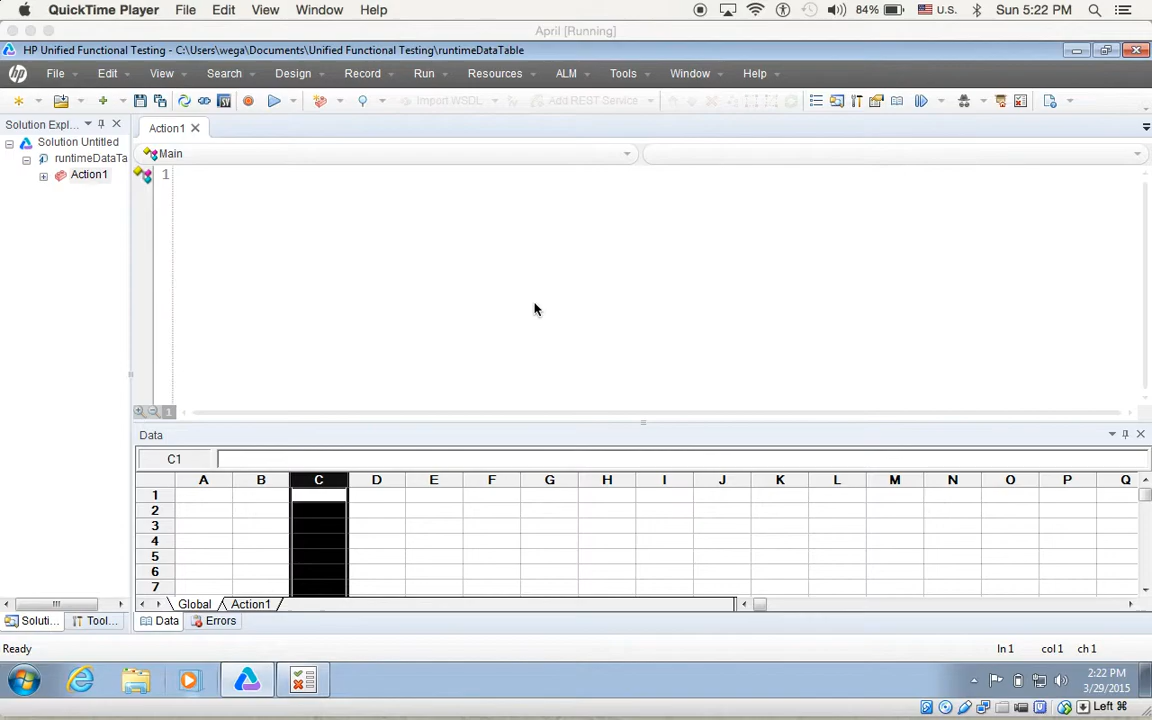 QuickTime Player File Edit View Window Help 84% U.S. Sun 5:22 PM
April [Running]
HP Unified Functional Testing - C:\Users\wega\Documents\Unified Functional Testing\runtimeDataTable
hp File Edit View Search Design Record Run Resources ALM Tools Window Help
Import WSDL Add REST Service
Solution Expl...
Action1
Solution Untitled
runtimeDataTa
Action1
Main
1
1
Data
C1
A B C D E F G H I J K L M N O P Q
1
2
3
4
5
6
7
Global Action1
Soluti... Tool... Data Errors
Ready ln 1 col 1 ch 1
2:22 PM
3/29/2015
Left ⌘